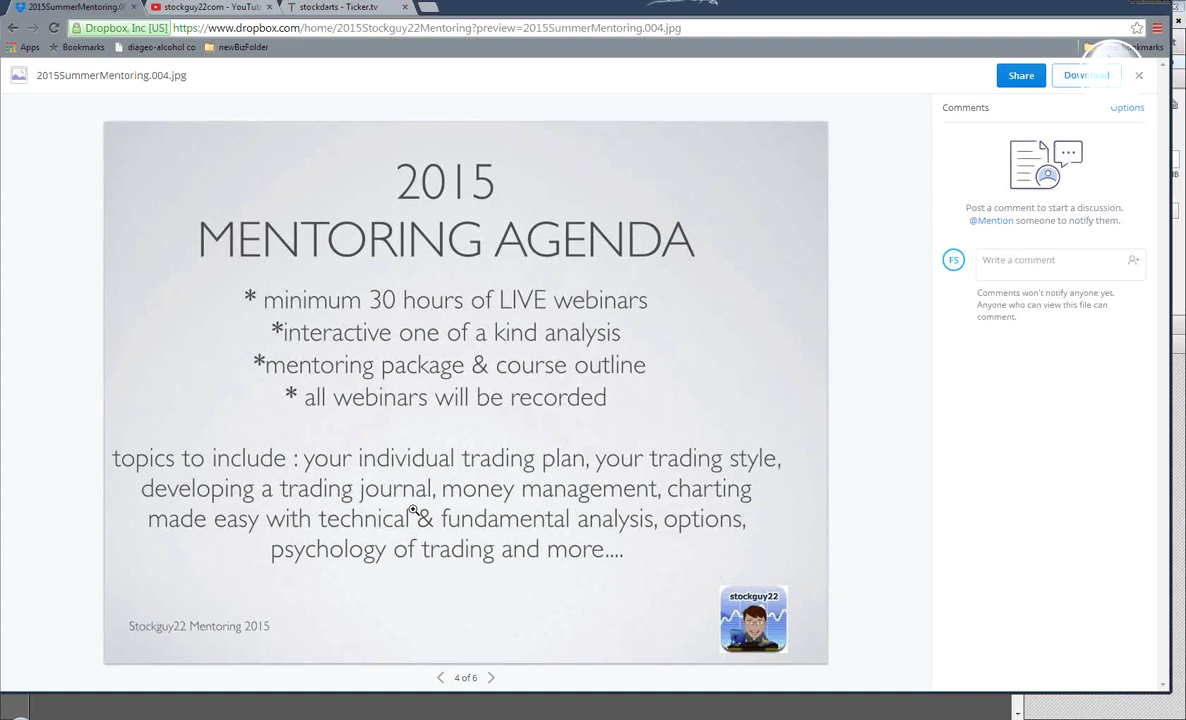 2015SummerMentoring.00
stockguy22com - YouTu
stockdarts - Ticker.tv
Dropbox, Inc [US]
https://www.dropbox.com/home/2015Stockguy22Mentoring?preview=2015SummerMentoring.004.jpg
Apps
Bookmarks
diageo-alcohol co
newBizFolder
bookmarks
2015SummerMentoring.004.jpg
Share
Download
Comments
Options
2015
MENTORING AGENDA
* minimum 30 hours of LIVE webinars
*interactive one of a kind analysis
*mentoring package & course outline
* all webinars will be recorded
topics to include : your individual trading plan, your trading style,
developing a trading journal, money management, charting
made easy with technical & fundamental analysis, options,
psychology of trading and more....
stockguy22
Stockguy22 Mentoring 2015
Post a comment to start a discussion.
@Mention someone to notify them.
FS
Write a comment
Comments won't notify anyone yet.
Anyone who can view this file can
comment.
4 of 6